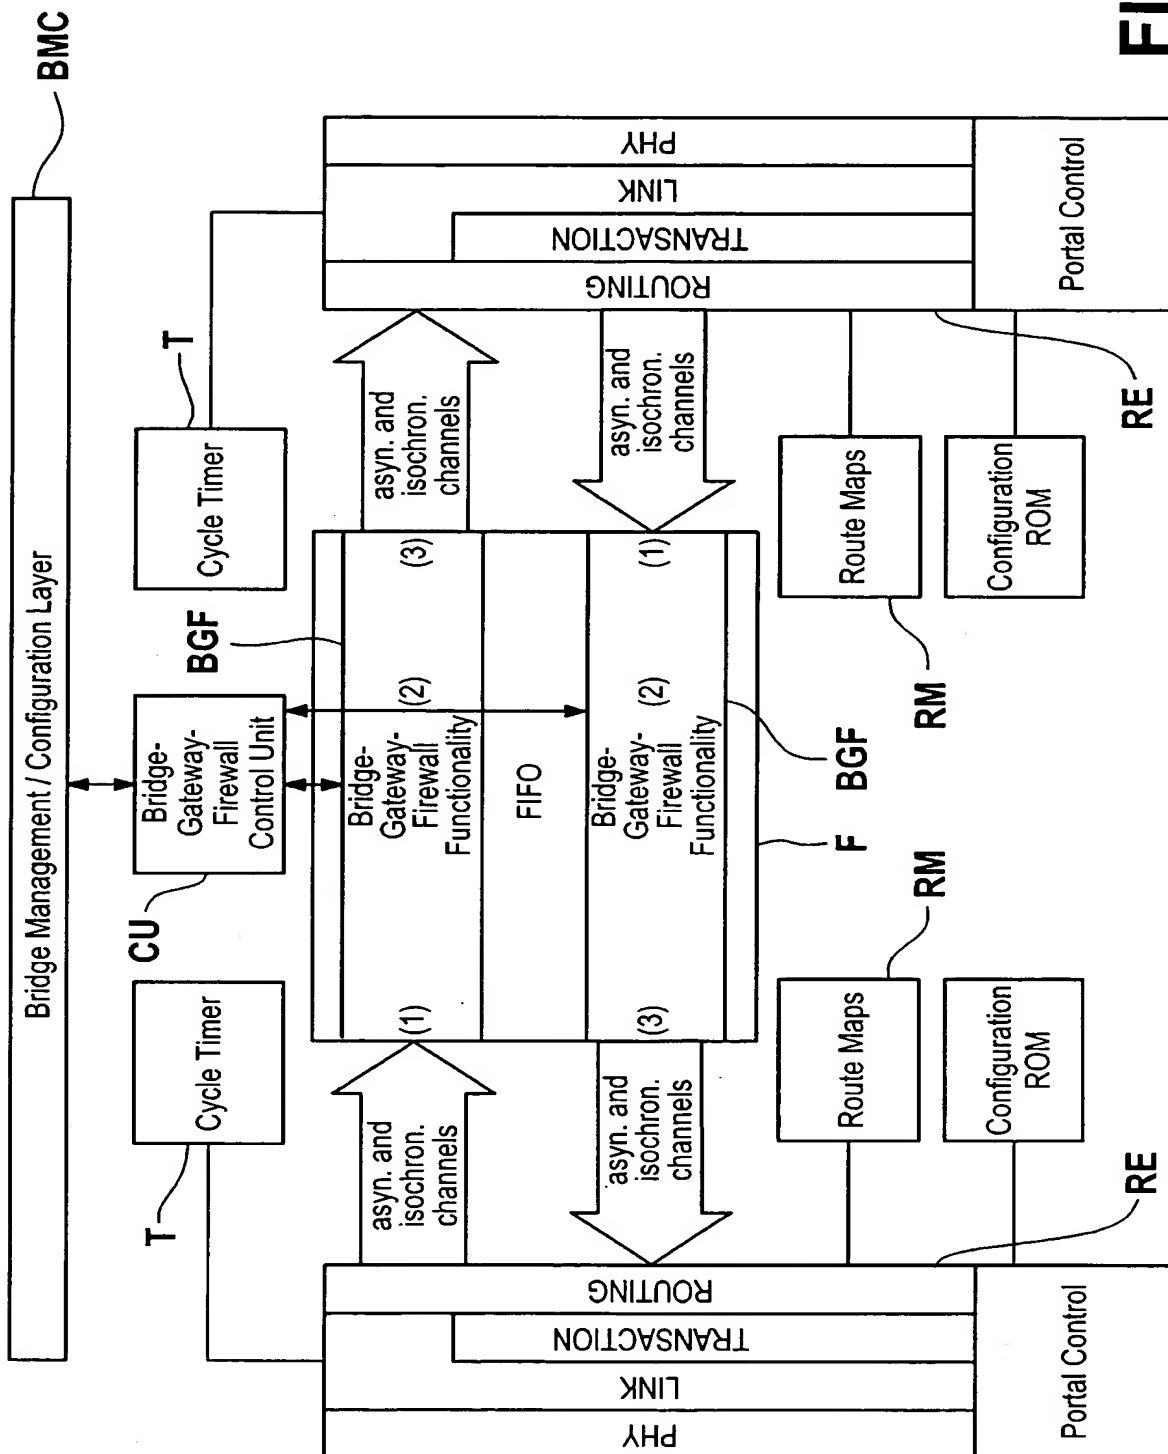 Bridge Management / Configuration Layer
BMC
Cycle Timer
T
CU
Bridge-
Gateway-
Firewall
Control Unit
BGF
Cycle Timer
T
PHY
LINK
TRANSACTION
ROUTING
Portal Control
RE
asyn. and
isochron.
channels
asyn. and
isochron.
channels
(1)
Bridge-
Gateway-
Firewall
Functionality
(2)
(3)
FIFO
(3)
Bridge-
Gateway-
Firewall
Functionality
(2)
(1)
F
BGF
asyn. and
isochron.
channels
asyn. and
isochron.
channels
Route Maps
RM
Configuration
ROM
Route Maps
RM
Configuration
ROM
ROUTING
TRANSACTION
LINK
PHY
Portal Control
RE